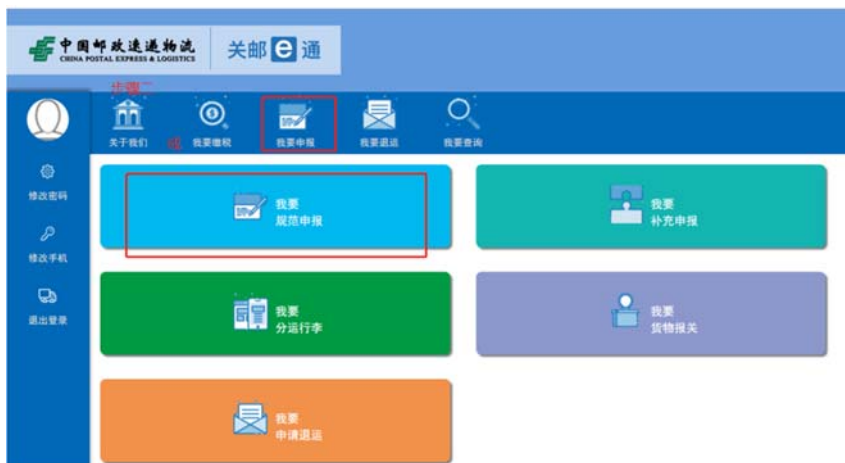 中国邮政速递物流
CHINA POSTAL EXPRESS & LOGISTICS
关邮e通
步骤二
关于我们
或
我要缴税
我要申报
我要退运
我要查询
修改密码
修改手机
退出登录
我要
规范申报
我要
补充申报
我要
分运行李
我要
货物报关
我要
申请退运